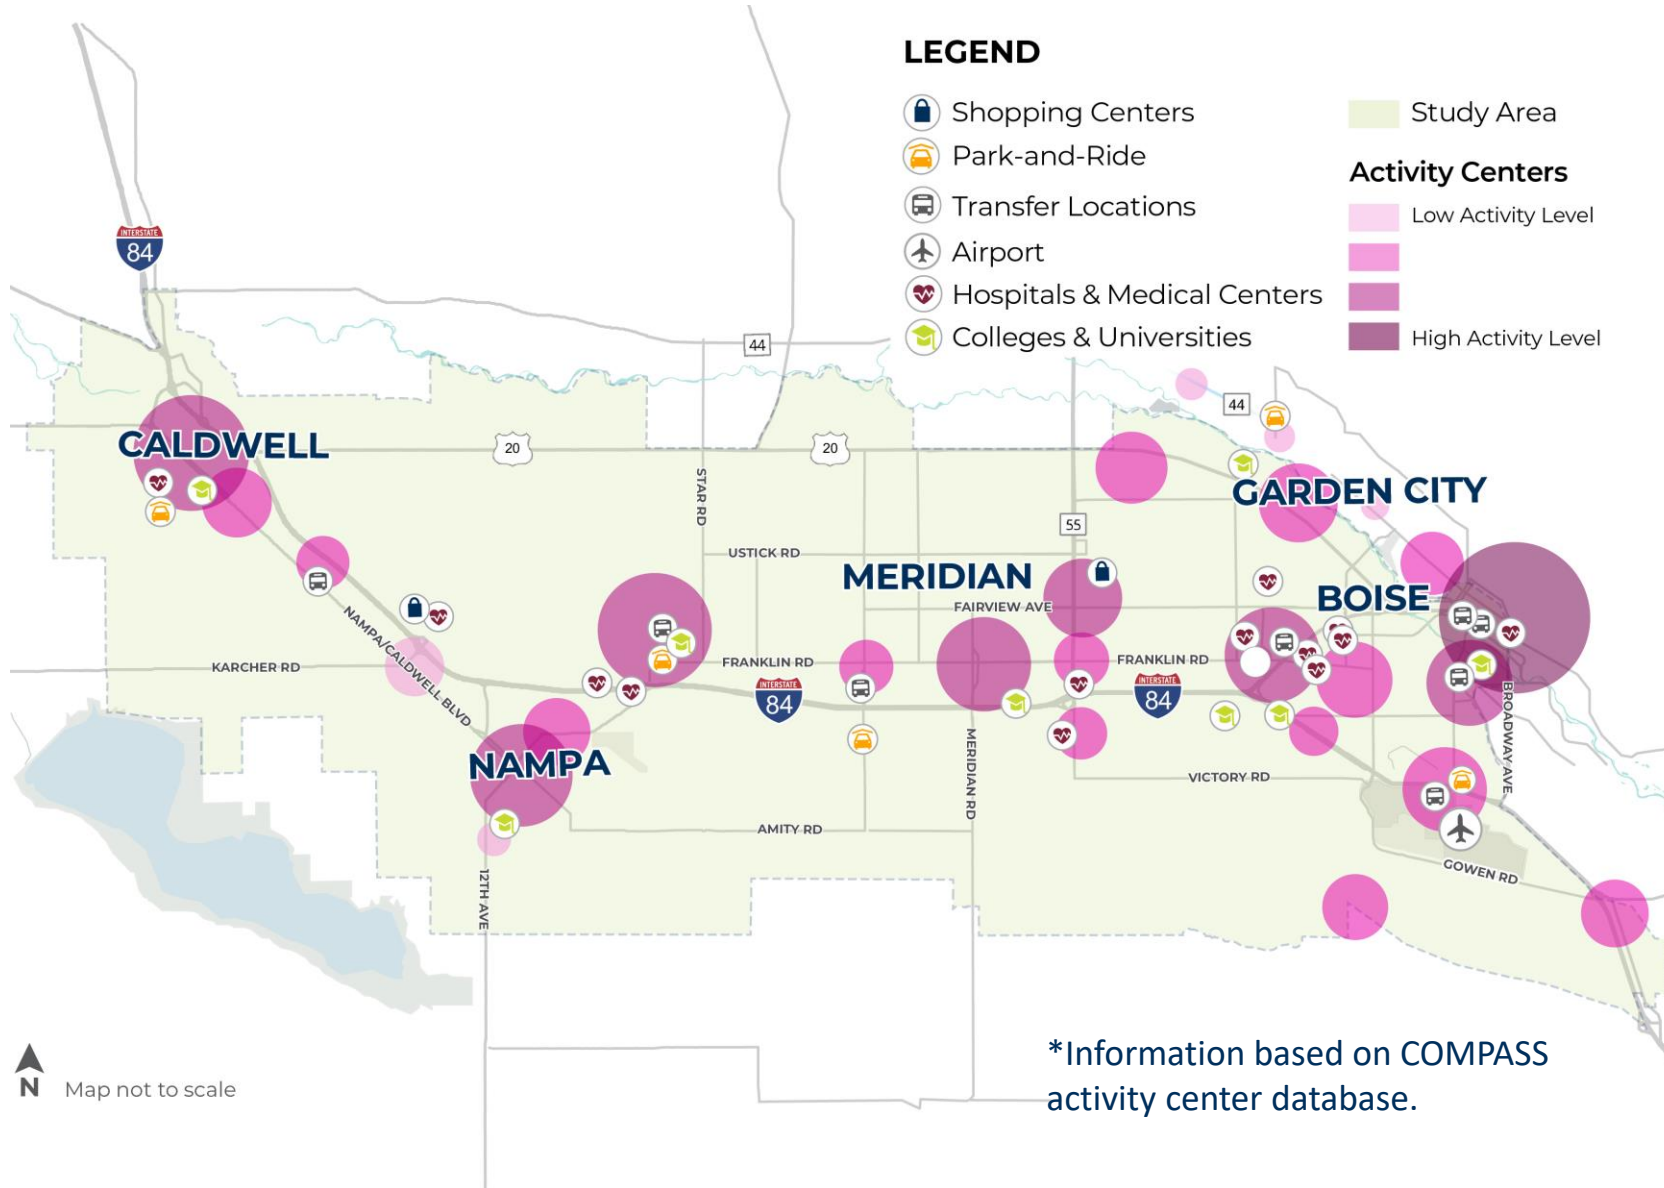 LEGEND
Shopping Centers
Park-and-Ride
Transfer Locations
Airport
Hospitals & Medical Centers
Colleges & Universities
Study Area
Activity Centers
Low Activity Level
High Activity Level
INTERSTATE
84
44
44
CALDWELL
20
20
STAR RD
GARDEN CITY
55
USTICK RD
MERIDIAN
FAIRVIEW AVE
BOISE
NAMPA/CALDWELL BLVD
KARCHER RD
FRANKLIN RD
FRANKLIN RD
INTERSTATE
84
INTERSTATE
84
BROADWAY AVE
NAMPA
MERIDIAN RD
VICTORY RD
AMITY RD
GOWEN RD
12TH AVE
N
Map not to scale
*Information based on COMPASS
activity center database.